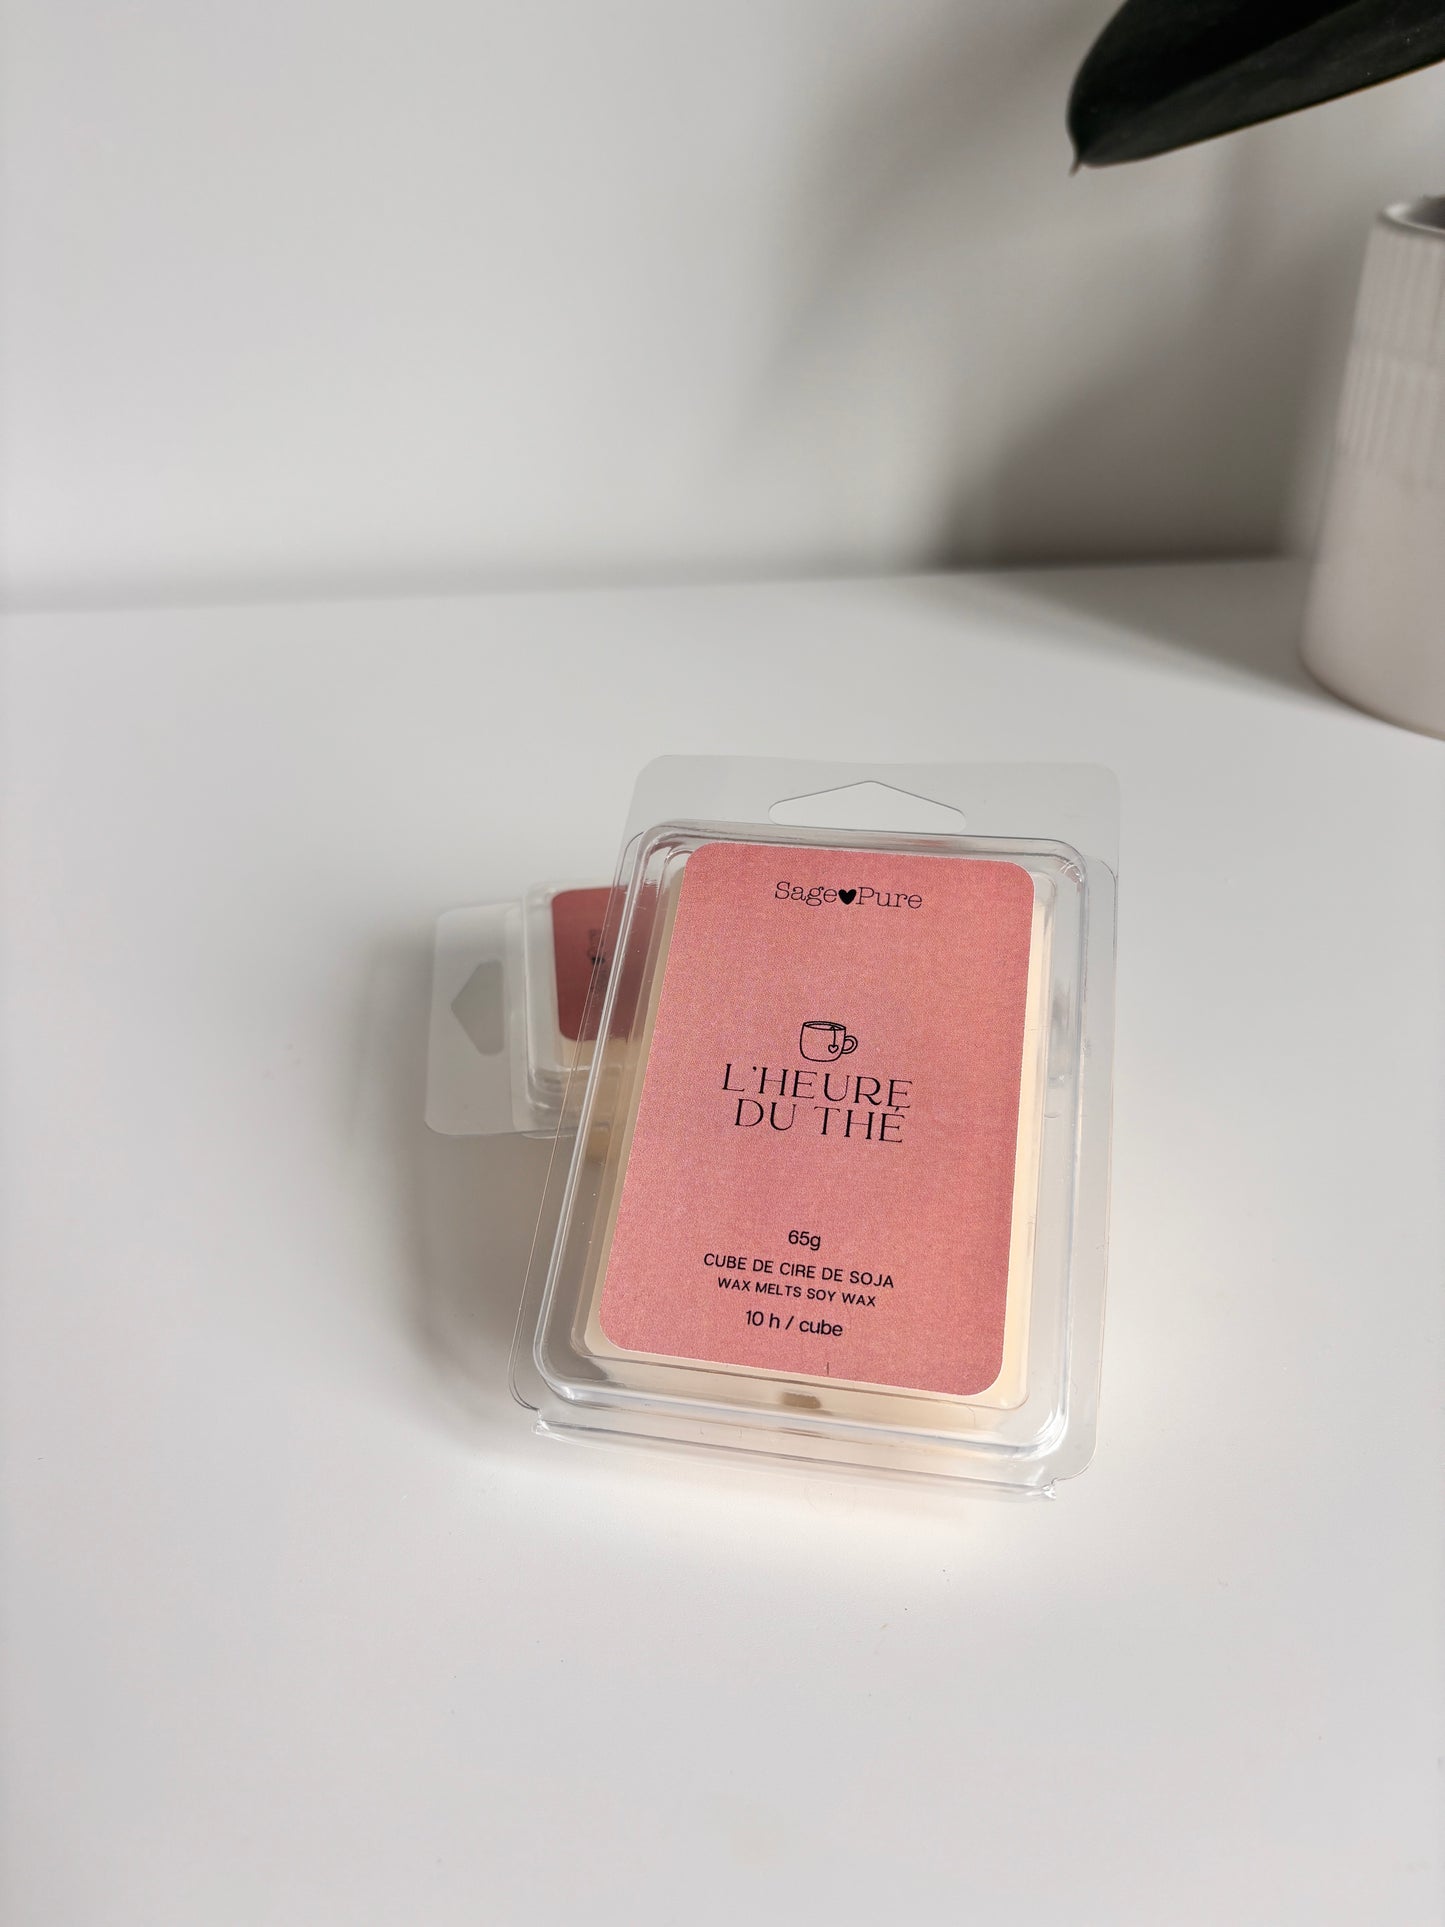 Sage♥Pure
L'HEURE
DU THÉ
65g
CUBE DE CIRE DE SOJA
WAX MELTS SOY WAX
10 h / cube